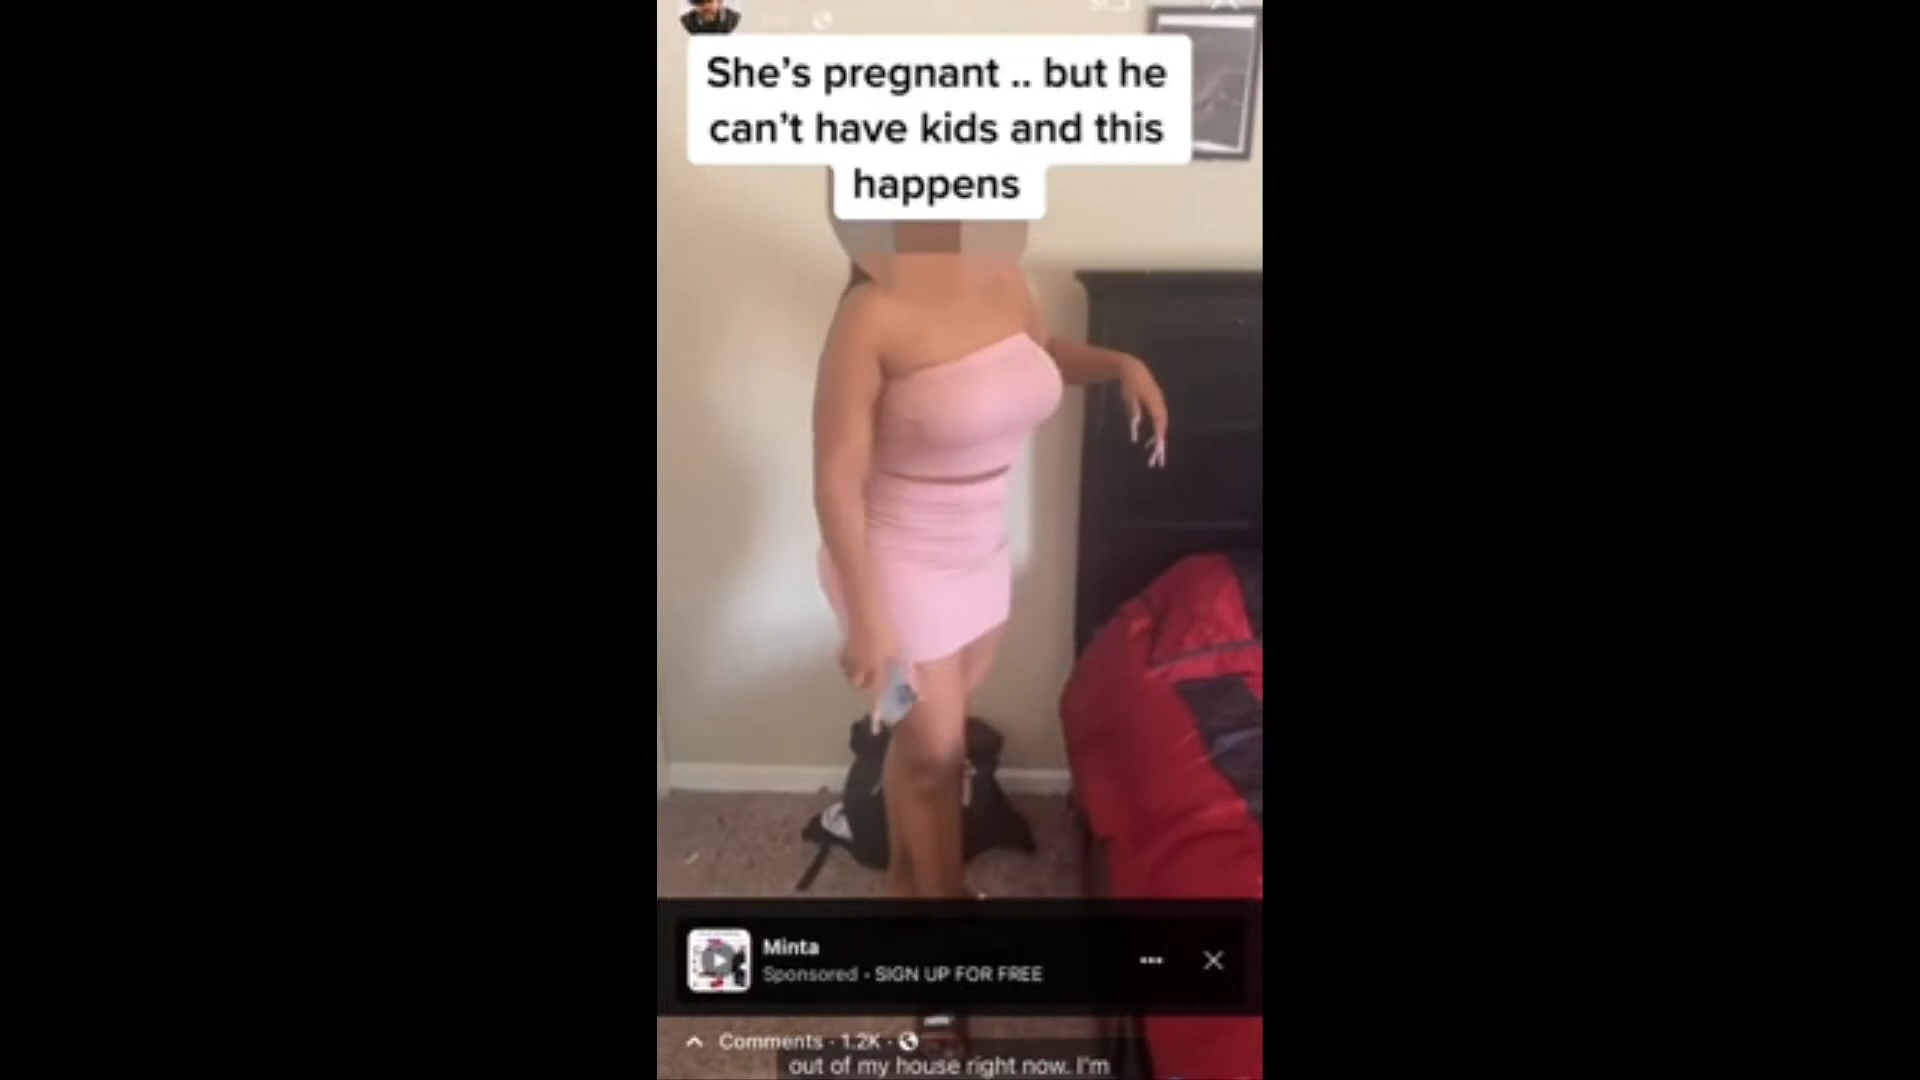 She's pregnant .. but he
can't have kids and this
happens
Minta
Sponsored • SIGN UP FOR FREE
Comments · 1.2K ·
out of my house right now. I'm